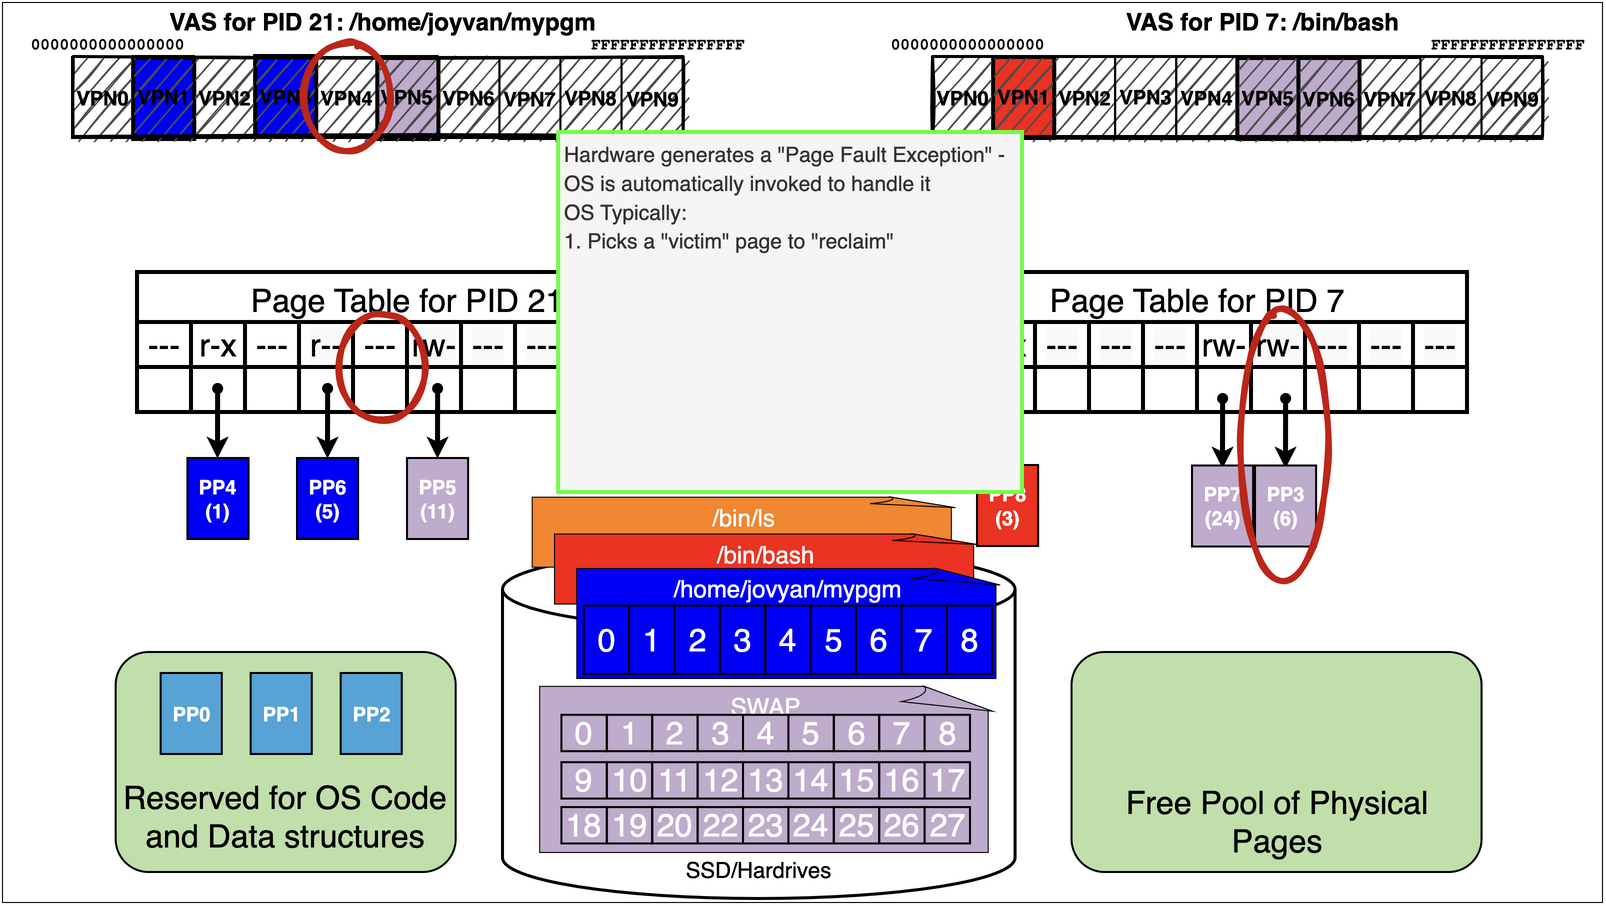 VAS for PID 21: /home/joyvan/mypgm
VAS for PID 7: /bin/bash
0000000000000000
FFFFFFFFFFFFFFFF
0000000000000000
FFFFFFFFFFFFFFFF
VPN0 VPN1 VPN2 VPN3 VPN4 VPN5 VPN6 VPN7 VPN8 VPN9
VPN0 VPN1 VPN2 VPN3 VPN4 VPN5 VPN6 VPN7 VPN8 VPN9
Hardware generates a "Page Fault Exception" -
OS is automatically invoked to handle it
OS Typically:
1. Picks a "victim" page to "reclaim"
Page Table for PID 21
--- r-x --- r-- --- rw- --- ---
Page Table for PID 7
x --- --- --- rw- rw- --- --- ---
PP4
(1)
PP6
(5)
PP5
(11)
PP8
(3)
PP7
(24)
PP3
(6)
/bin/ls
/bin/bash
/home/jovyan/mypgm
0 1 2 3 4 5 6 7 8
SWAP
0 1 2 3 4 5 6 7 8
9 10 11 12 13 14 15 16 17
18 19 20 22 23 24 25 26 27
SSD/Hardrives
PP0 PP1 PP2
Reserved for OS Code
and Data structures
Free Pool of Physical
Pages